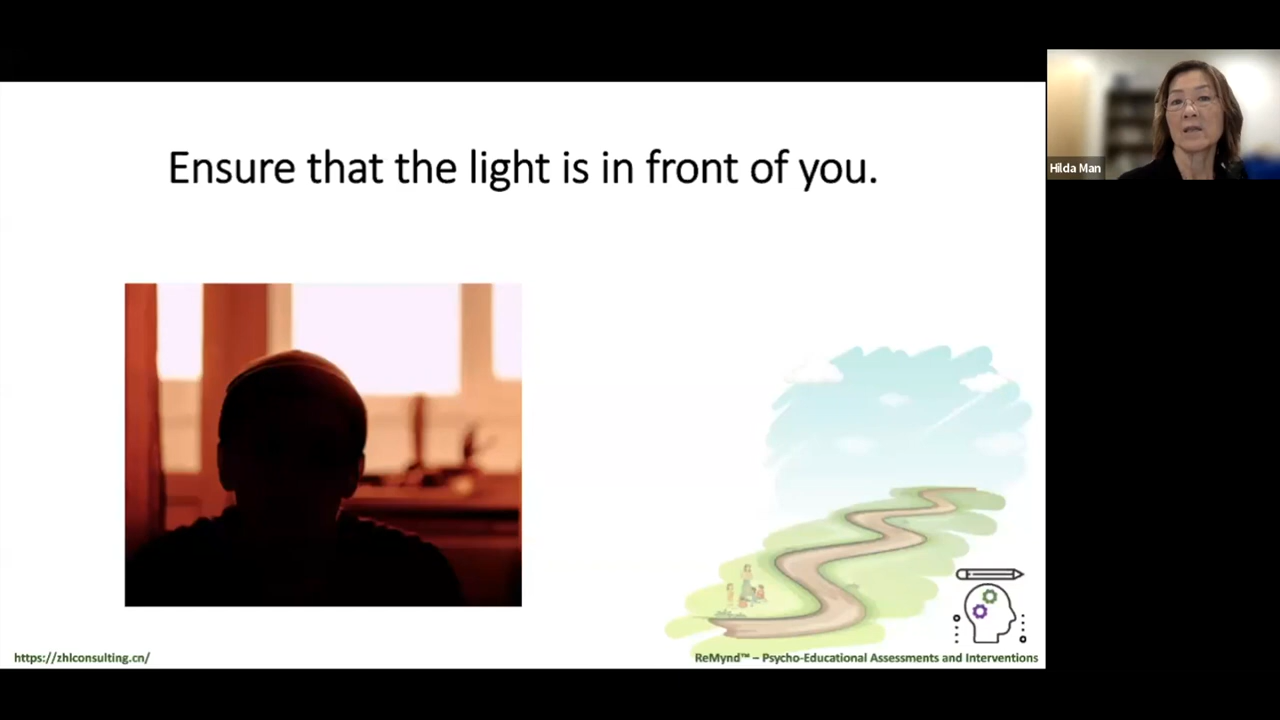 Ensure that the light is in front of you.
Hilda Man
https://zhlconsulting.cn/
ReMynd™ – Psycho-Educational Assessments and Interventions